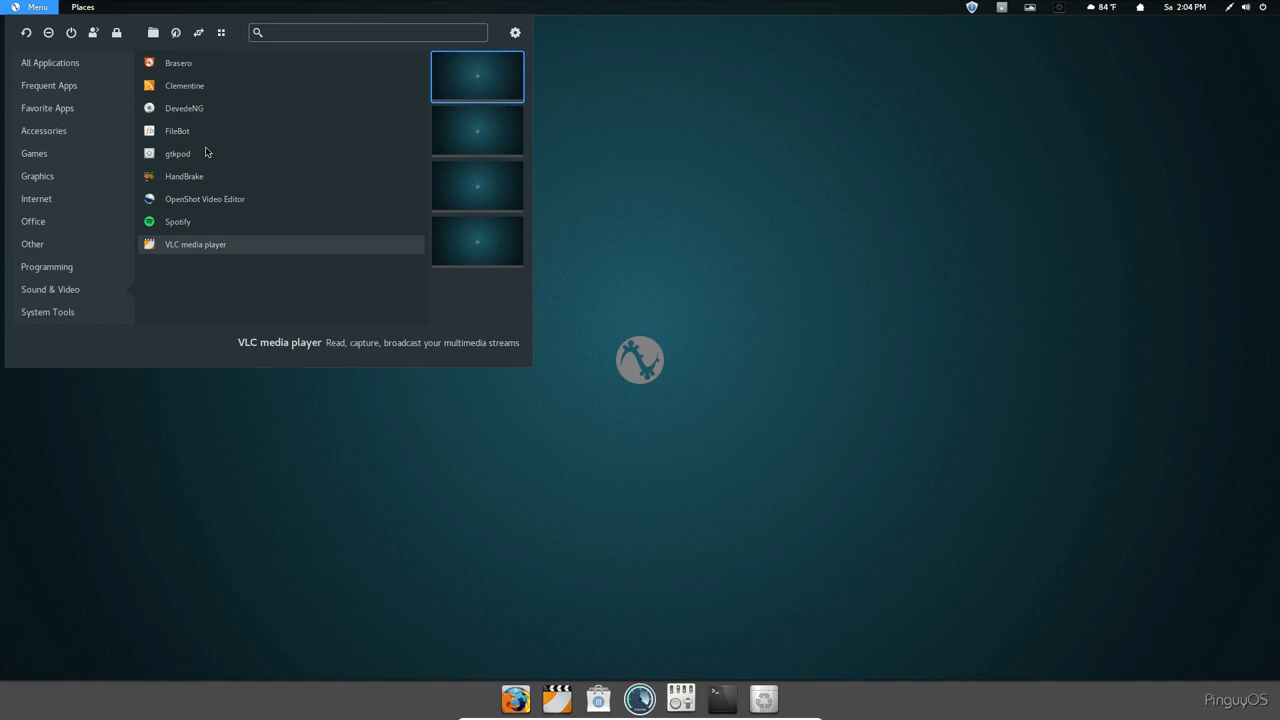 Menu Places 84 °F Sa 2:04 PM
All Applications
Frequent Apps
Favorite Apps
Accessories
Games
Graphics
Internet
Office
Other
Programming
Sound & Video
System Tools
Brasero
Clementine
DevedeNG
FileBot
gtkpod
HandBrake
OpenShot Video Editor
Spotify
VLC media player
VLC media player Read, capture, broadcast your multimedia streams
PinguyOS